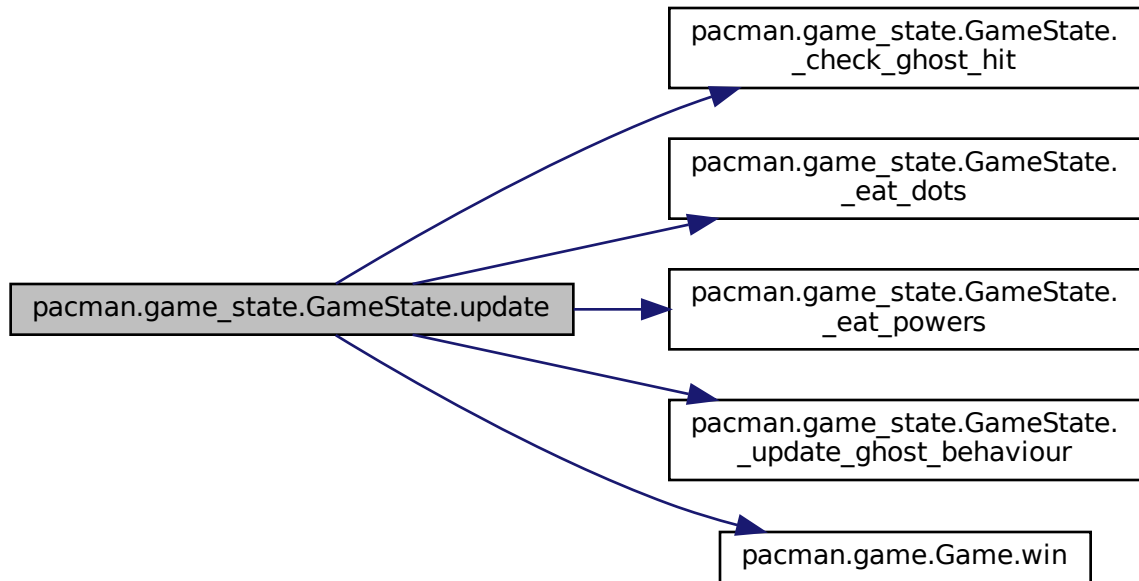 pacman.game_state.GameState.
_check_ghost_hit
pacman.game_state.GameState.
_eat_dots
pacman.game_state.GameState.update
pacman.game_state.GameState.
_eat_powers
pacman.game_state.GameState.
_update_ghost_behaviour
pacman.game.Game.win